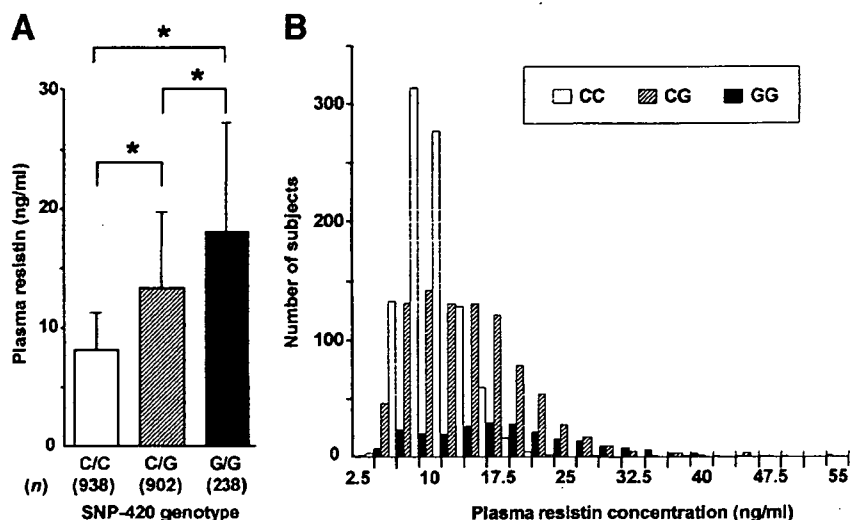 A
Plasma resistin (ng/ml)
30
20
10
0
*
*
*
C/C C/G G/G
(n) (938) (902) (238)
SNP-420 genotype
B
Number of subjects
300
200
100
0
CC CG GG
2.5 10 17.5 25 32.5 40 47.5 55
Plasma resistin concentration (ng/ml)